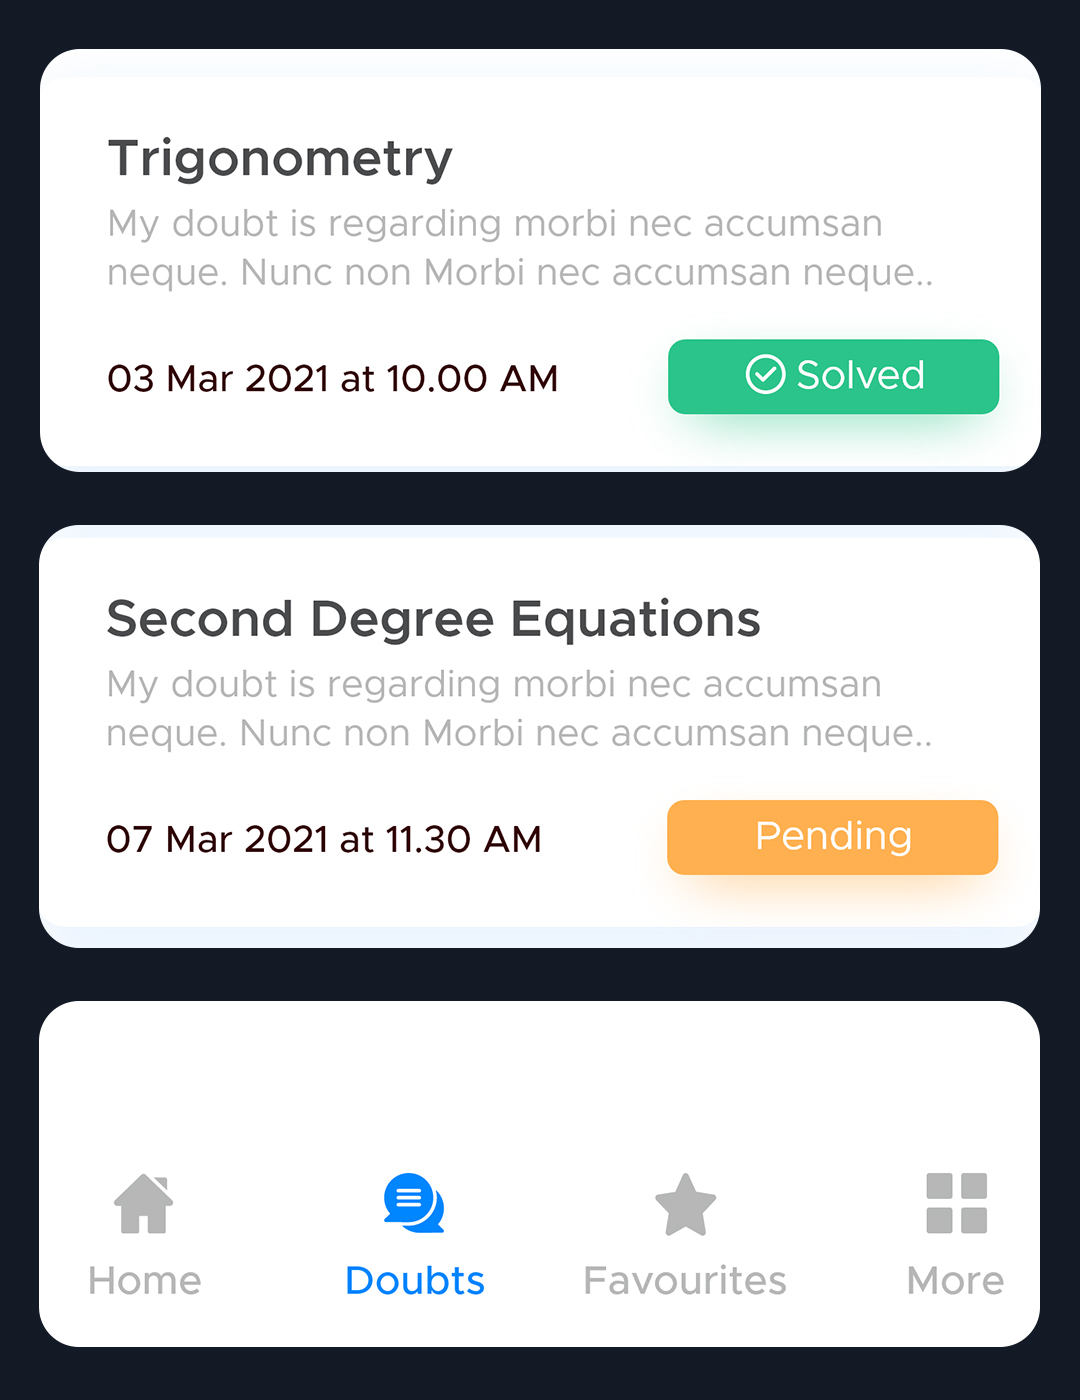 Trigonometry
My doubt is regarding morbi nec accumsan
neque. Nunc non Morbi nec accumsan neque..
03 Mar 2021 at 10.00 AM
Solved
Second Degree Equations
My doubt is regarding morbi nec accumsan
neque. Nunc non Morbi nec accumsan neque..
07 Mar 2021 at 11.30 AM
Pending
Home
Doubts
Favourites
More